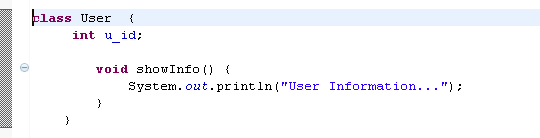 class User  {
     int u_id;

        void showInfo() {
            System.out.println("User Information...");
        }
    }